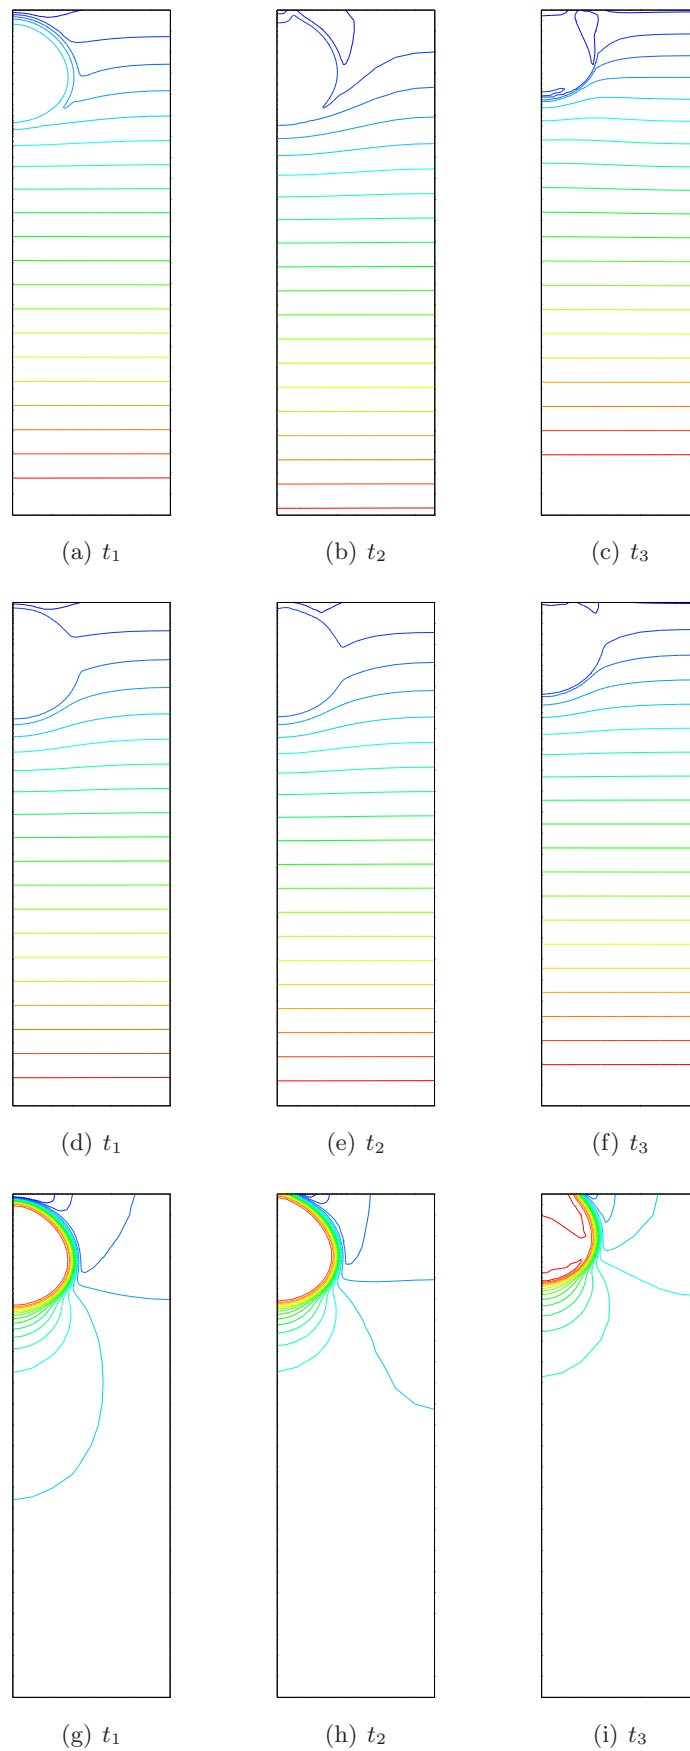 (a) t₁
(b) t₂
(c) t₃
(d) t₁
(e) t₂
(f) t₃
(g) t₁
(h) t₂
(i) t₃